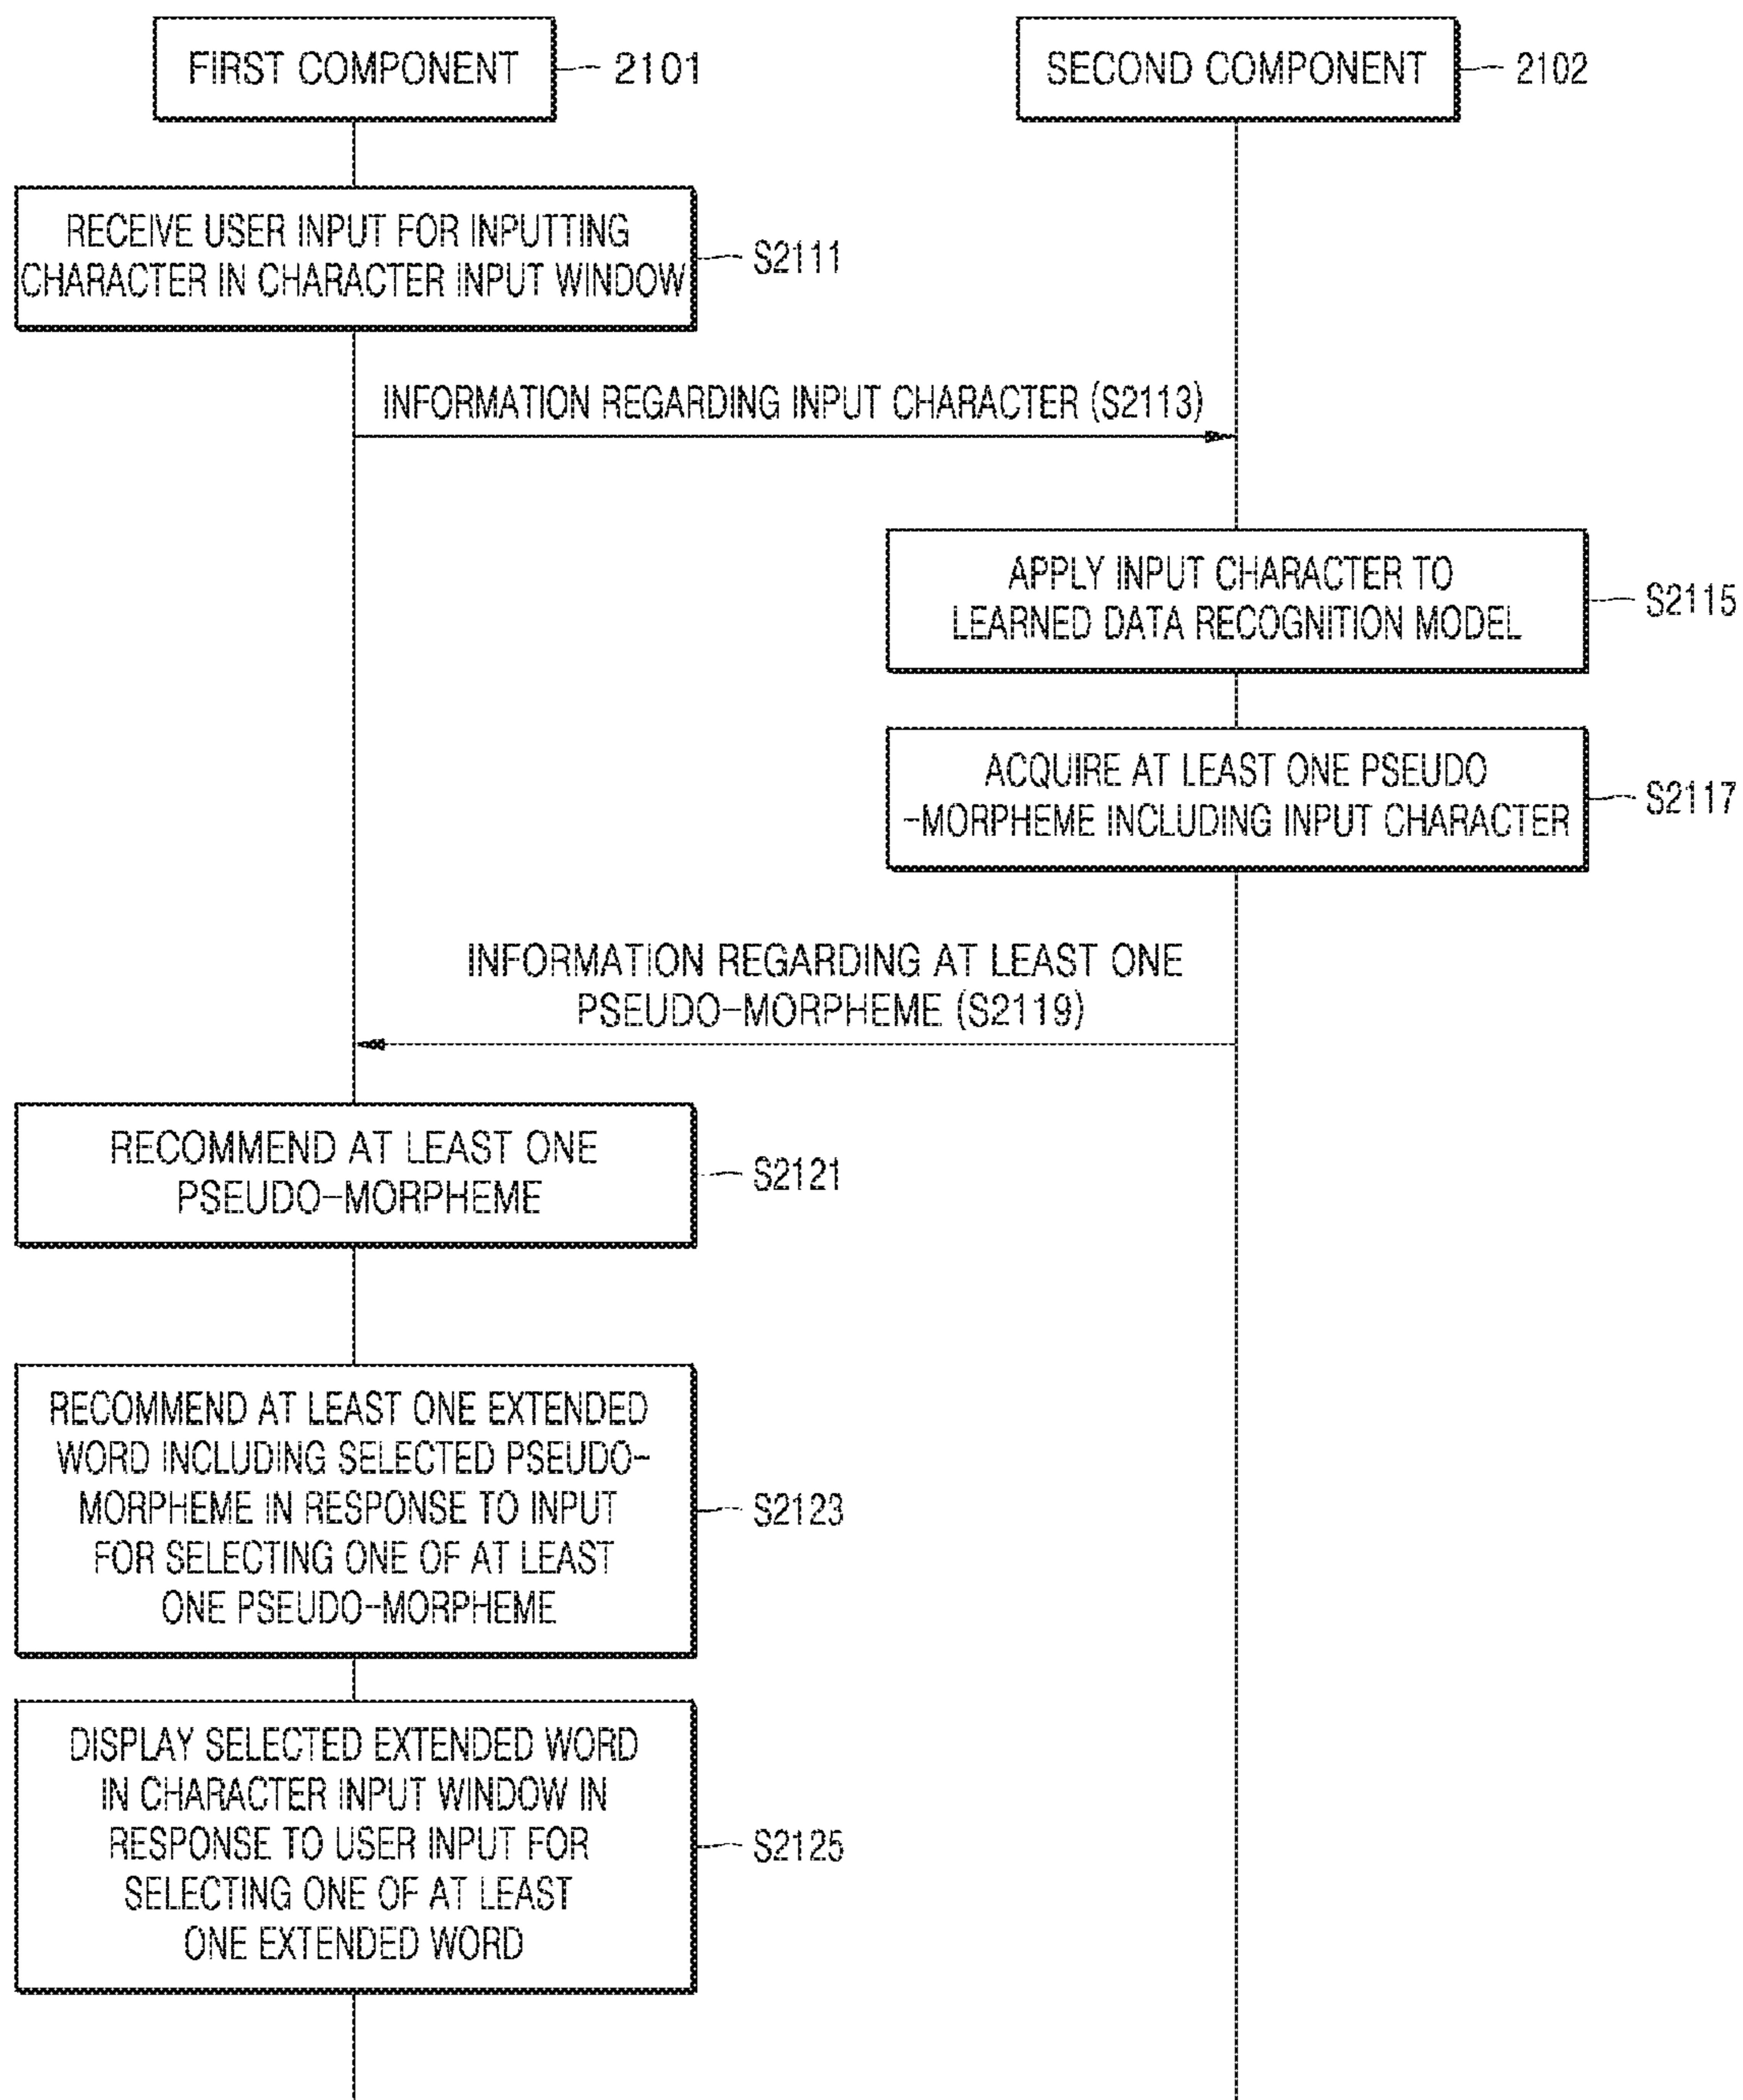 FIRST COMPONENT 2101
SECOND COMPONENT 2102
RECEIVE USER INPUT FOR INPUTTING
CHARACTER IN CHARACTER INPUT WINDOW
S2111
INFORMATION REGARDING INPUT CHARACTER (S2113)
APPLY INPUT CHARACTER TO
LEARNED DATA RECOGNITION MODEL
S2115
ACQUIRE AT LEAST ONE PSEUDO
-MORPHEME INCLUDING INPUT CHARACTER
S2117
INFORMATION REGARDING AT LEAST ONE
PSEUDO-MORPHEME (S2119)
RECOMMEND AT LEAST ONE
PSEUDO-MORPHEME
S2121
RECOMMEND AT LEAST ONE EXTENDED
WORD INCLUDING SELECTED PSEUDO-
MORPHEME IN RESPONSE TO INPUT
FOR SELECTING ONE OF AT LEAST
ONE PSEUDO-MORPHEME
S2123
DISPLAY SELECTED EXTENDED WORD
IN CHARACTER INPUT WINDOW IN
RESPONSE TO USER INPUT FOR
SELECTING ONE OF AT LEAST
ONE EXTENDED WORD
S2125